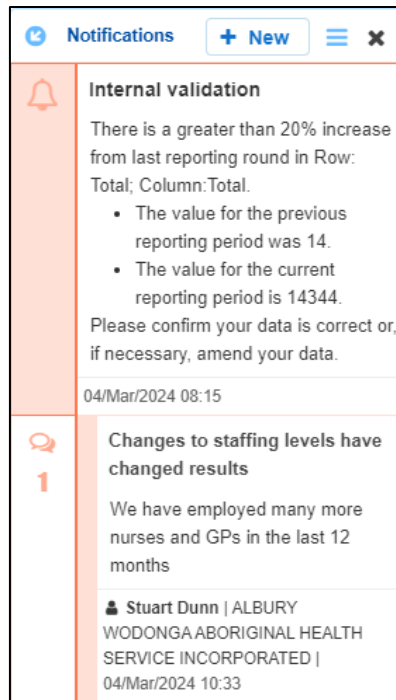 Notifications + New
Internal validation
There is a greater than 20% increase
from last reporting round in Row:
Total; Column:Total.
• The value for the previous
reporting period was 14.
• The value for the current
reporting period is 14344.
Please confirm your data is correct or,
if necessary, amend your data.
04/Mar/2024 08:15
Changes to staffing levels have
changed results
1
We have employed many more
nurses and GPs in the last 12
months
Stuart Dunn | ALBURY
WODONGA ABORIGINAL HEALTH
SERVICE INCORPORATED |
04/Mar/2024 10:33